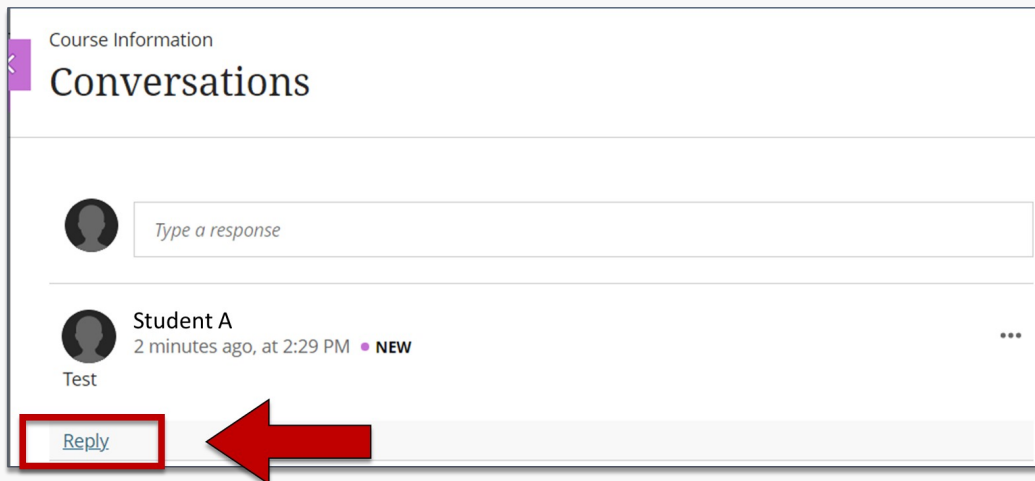 Course Information
Conversations
Type a response
Student A
2 minutes ago, at 2:29 PM • NEW
Test
Reply